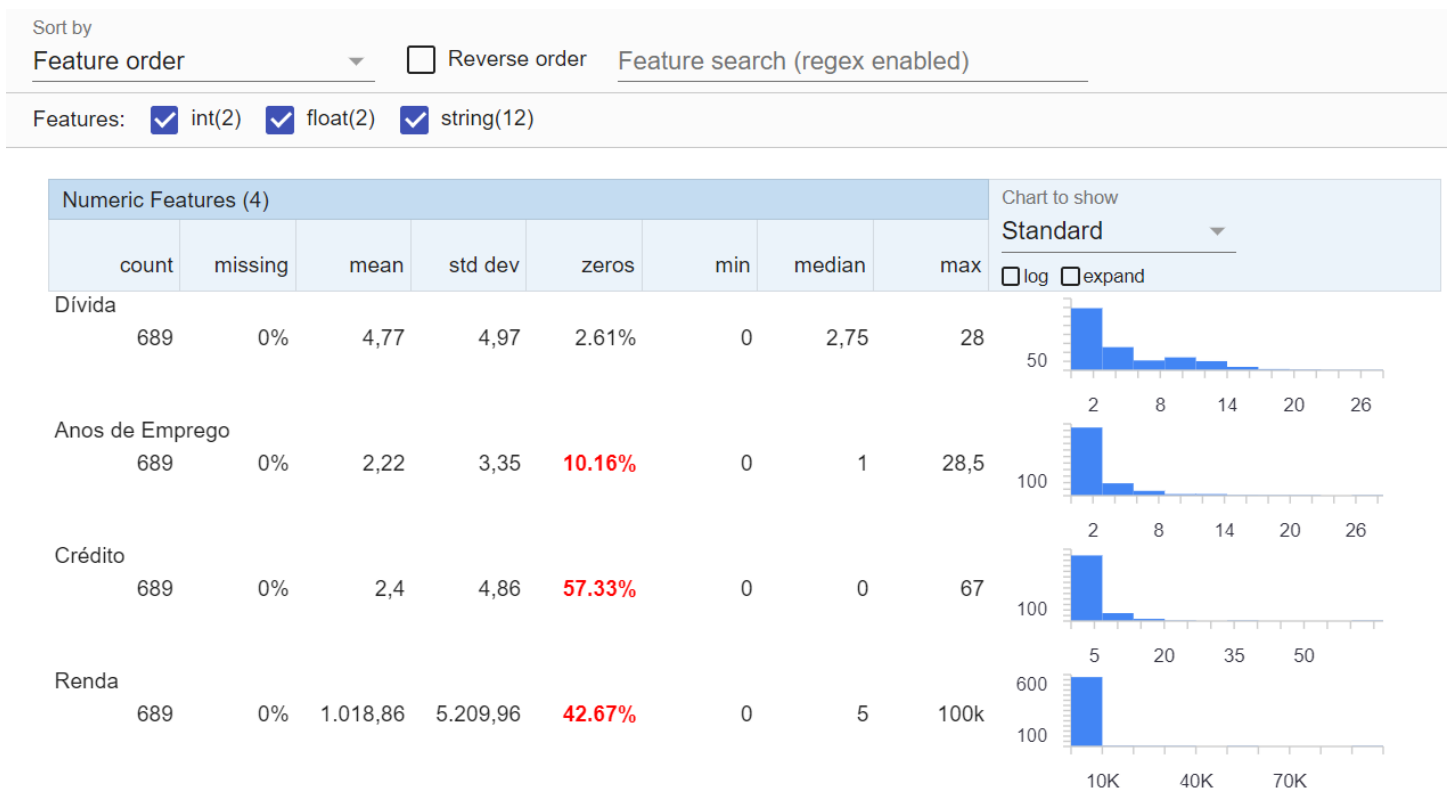 Sort by
Feature order Reverse order Feature search (regex enabled)
Features: int(2) float(2) string(12)
Numeric Features (4) Chart to show
Standard
count missing mean std dev zeros min median max log expand
Dívida
689 0% 4,77 4,97 2.61% 0 2,75 28
50
2 8 14 20 26
Anos de Emprego
689 0% 2,22 3,35 10.16% 0 1 28,5
100
2 8 14 20 26
Crédito
689 0% 2,4 4,86 57.33% 0 0 67
100
5 20 35 50
Renda
600
689 0% 1.018,86 5.209,96 42.67% 0 5 100k
100
10K 40K 70K